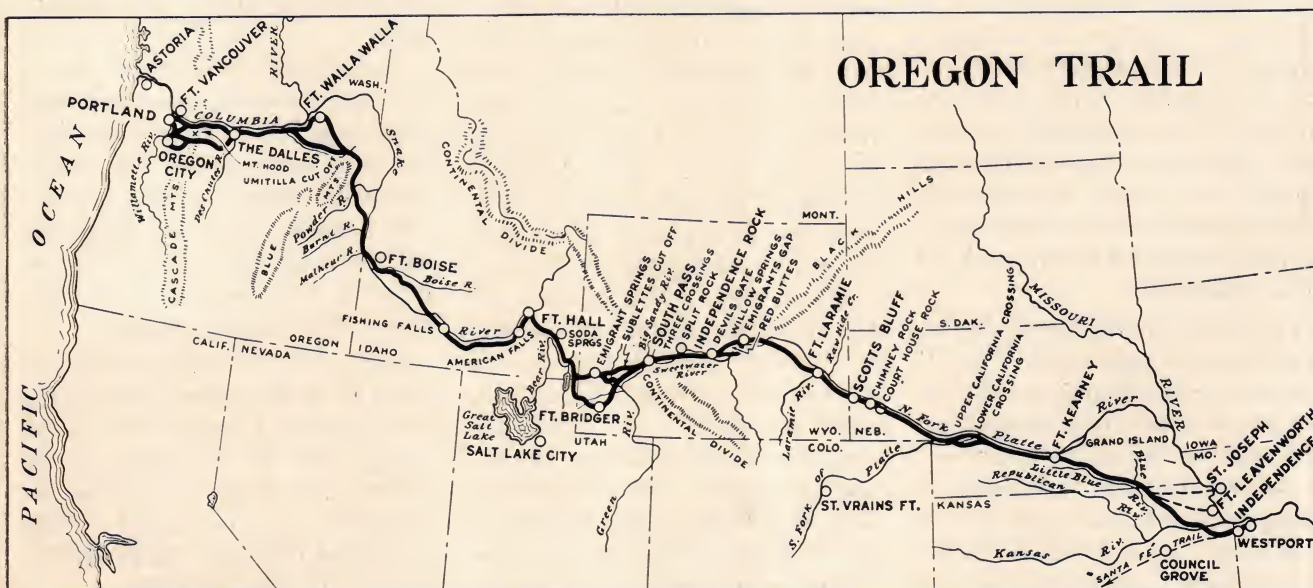 OREGON TRAIL
ASTORIA
FT. VANCOUVER
RIVER
FT. WALLA WALLA
WASH.
PORTLAND
COLUMBIA
Snake
THE DALLES
MT. HOOD
UMITILLA CUT OFF
OREGON
CITY
Willamette Riv.
CASCADE MTS.
Des Chutes R.
BLUE
MTS.
Powder R.
Burnt R.
Malheur R.
PACIFIC
OCEAN
CONTINENTAL
DIVIDE
FT. BOISE
Boise R.
FISHING FALLS
River
AMERICAN FALLS
FT. HALL
SODA
SPRGS
CALIF.
NEVADA
OREGON
IDAHO
Bear Riv.
Great
Salt
Lake
FT. BRIDGER
UTAH
SALT LAKE CITY
Green
Riv.
EMIGRANT SPRINGS
SUBLETTES CUT OFF
Big Sandy Riv.
SOUTH PASS
THREE CROSSINGS
SPLIT ROCK
INDEPENDENCE ROCK
DEVILS GATE
WILLOW SPRINGS
EMIGRANTS GAP
RED BUTTES
Sweetwater
River
CONTINENTAL
DIVIDE
MONT.
BLACK
HILLS
FT. LARAMIE
Raw Hide Cr.
Laramie Riv.
S. DAK.
SCOTTS BLUFF
CHIMNEY ROCK
COURT HOUSE ROCK
WYO.
NEB.
COLO.
N. Fork
Platte
UPPER CALIFORNIA CROSSING
LOWER CALIFORNIA
CROSSING
FT. KEARNEY
River
GRAND ISLAND
MISSOURI
RIVER
IOWA
MO.
S. Fork of Platte
ST. VRAINS FT.
KANSAS
Republican
Riv.
Little Blue
Blue
Riv.
Kansas
Riv.
ST. JOSEPH
FT. LEAVENWORTH
INDEPENDENCE
WESTPORT
SANTA FÉ TRAIL
COUNCIL
GROVE